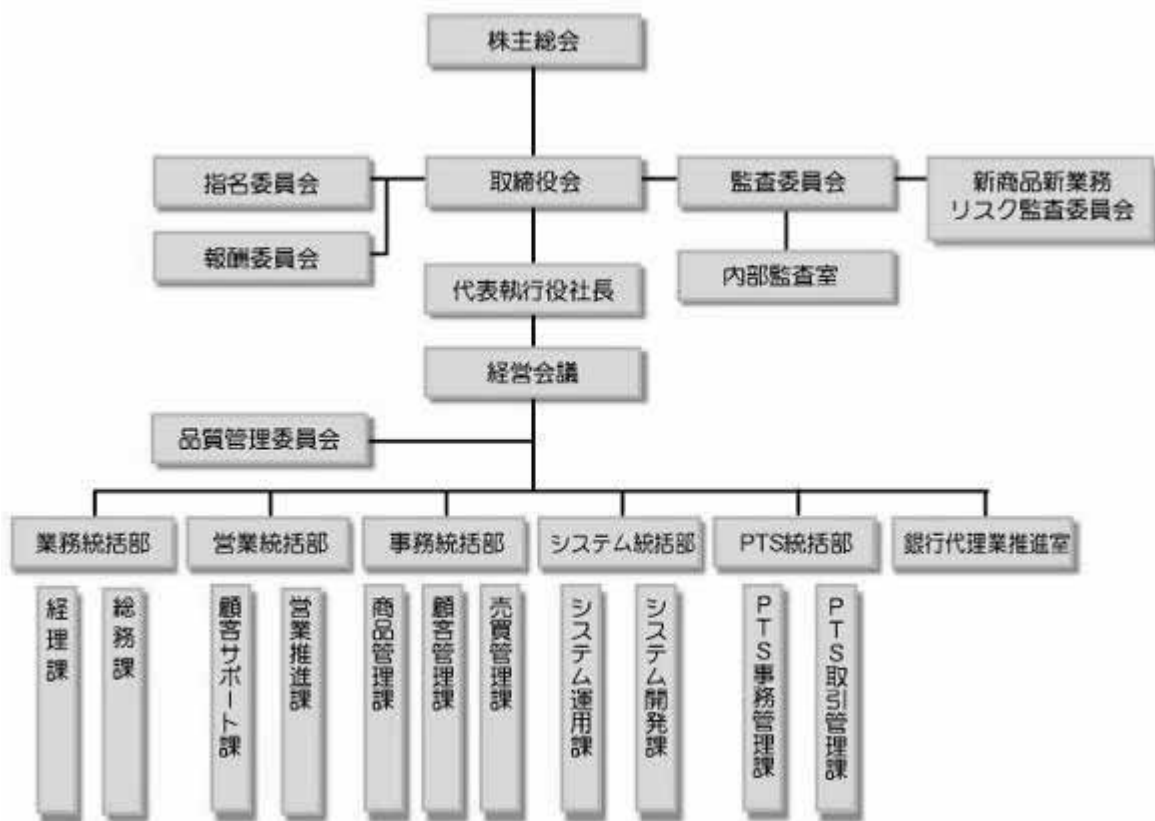 株主総会
指名委員会
取締役会
監査委員会
新商品新業務
リスク監査委員会
報酬委員会
内部監査室
代表執行役社長
経営会議
品質管理委員会
業務統括部
営業統括部
事務統括部
システム統括部
PTS統括部
銀行代理業推進室
経理課
総務課
顧客サポート課
営業推進課
商品管理課
顧客管理課
売買管理課
システム運用課
システム開発課
PTS事務管理課
PTS取引管理課